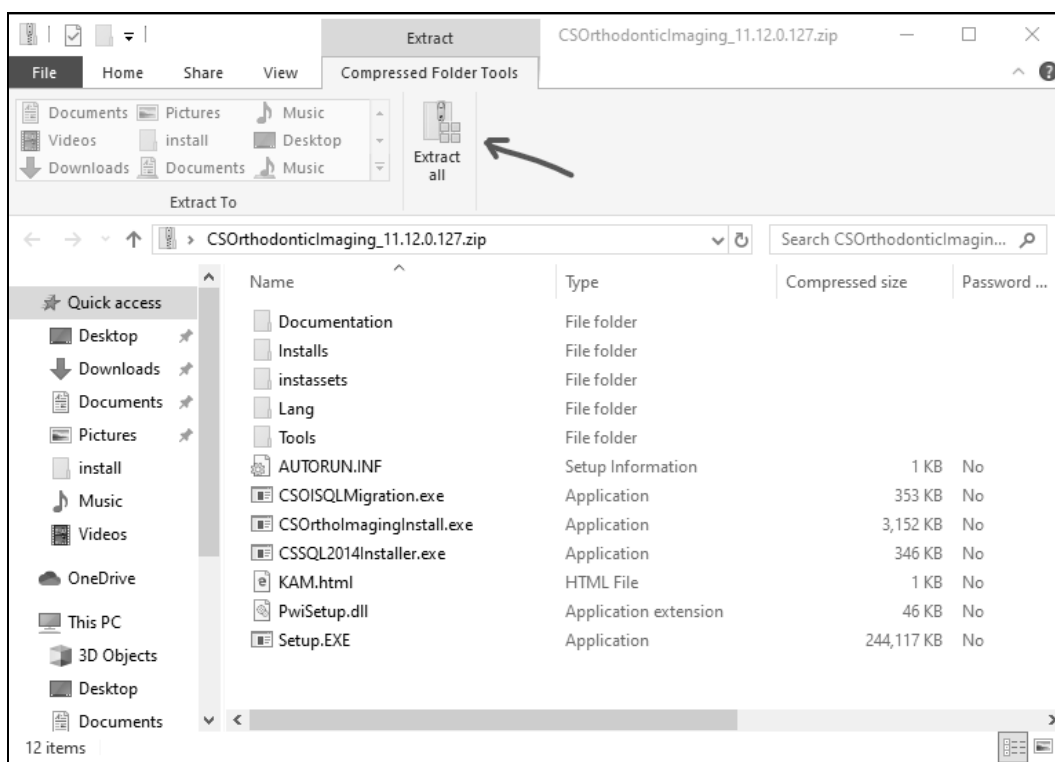 Extract CSOrthodonticImaging_11.12.0.127.zip
File Home Share View Compressed Folder Tools
Documents Pictures Music
Videos install Desktop
Downloads Documents Music
Extract all
Extract To
CSOrthodonticImaging_11.12.0.127.zip Search CSOrthodonticImagin...
Name Type Compressed size Password ...
Quick access
Desktop
Downloads
Documents
Pictures
install
Music
Videos
OneDrive
This PC
3D Objects
Desktop
Documents
Documentation File folder
Installs File folder
instassets File folder
Lang File folder
Tools File folder
AUTORUN.INF Setup Information 1 KB No
CSOISQLMigration.exe Application 353 KB No
CSOrthoImagingInstall.exe Application 3,152 KB No
CSSQL2014Installer.exe Application 346 KB No
KAM.html HTML File 1 KB No
PwiSetup.dll Application extension 46 KB No
Setup.EXE Application 244,117 KB No
12 items